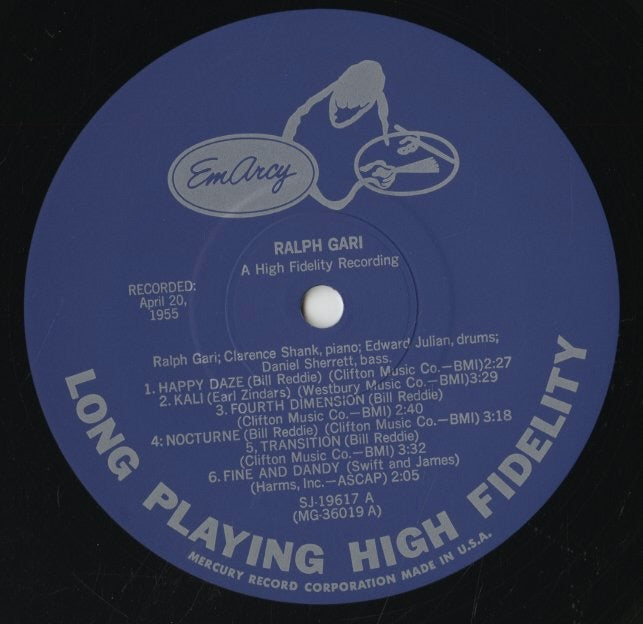 EmArcy
RALPH GARI
A High Fidelity Recording
RECORDED:
April 20,
1955
Ralph Gari; Clarence Shank, piano; Edward Julian, drums;
Daniel Sherrett, bass.
1. HAPPY DAZE (Bill Reddie) (Clifton Music Co.—BMI)2:27
2. KALI (Earl Zindars) (Westbury Music Co.—BMI)3:29
3. FOURTH DIMENSION (Bill Reddie)
(Clifton Music Co.—BMI) 2:40
4: NOCTURNE (Bill Reddie) (Clifton Music Co.—BMI) 3:18
5. TRANSITION (Bill Reddie)
(Clifton Music Co.—BMI) 3:32
6. FINE AND DANDY (Swift and James)
(Harms, Inc.—ASCAP) 2:05
SJ-19617 A
(MG-36019 A)
LONG PLAYING HIGH FIDELITY
MERCURY RECORD CORPORATION MADE IN U.S.A.